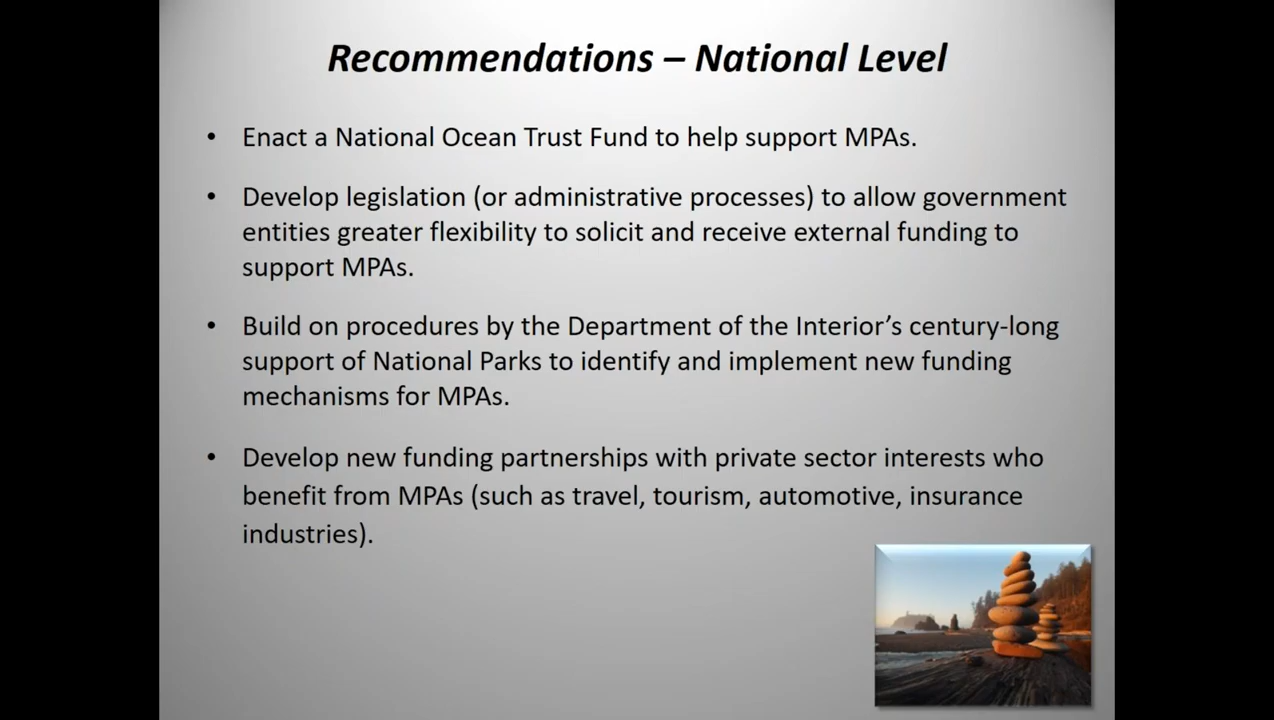 Recommendations – National Level
• Enact a National Ocean Trust Fund to help support MPAs.
• Develop legislation (or administrative processes) to allow government
entities greater flexibility to solicit and receive external funding to
support MPAs.
• Build on procedures by the Department of the Interior’s century-long
support of National Parks to identify and implement new funding
mechanisms for MPAs.
• Develop new funding partnerships with private sector interests who
benefit from MPAs (such as travel, tourism, automotive, insurance
industries).